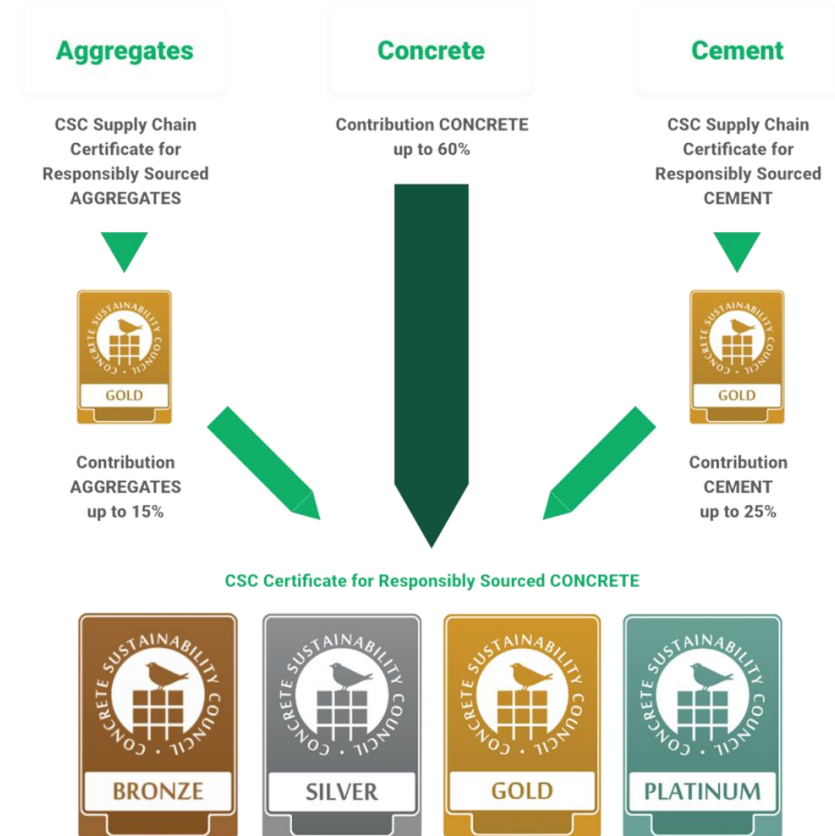 Aggregates
Concrete
Cement
CSC Supply Chain
Certificate for
Responsibly Sourced
AGGREGATES
Contribution CONCRETE
up to 60%
CSC Supply Chain
Certificate for
Responsibly Sourced
CEMENT
CONCRETE SUSTAINABILITY COUNCIL
GOLD
CONCRETE SUSTAINABILITY COUNCIL
GOLD
Contribution
AGGREGATES
up to 15%
Contribution
CEMENT
up to 25%
CSC Certificate for Responsibly Sourced CONCRETE
CONCRETE SUSTAINABILITY COUNCIL
BRONZE
CONCRETE SUSTAINABILITY COUNCIL
SILVER
CONCRETE SUSTAINABILITY COUNCIL
GOLD
CONCRETE SUSTAINABILITY COUNCIL
PLATINUM